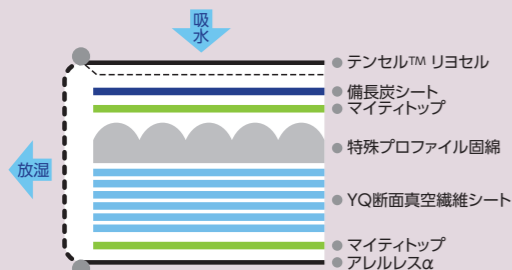 吸
水
テンセル™ リヨセル
備長炭シート
マイティトップ
特殊プロファイル固綿
放湿
YQ断面真空繊維シート
マイティトップ
アレルレスα